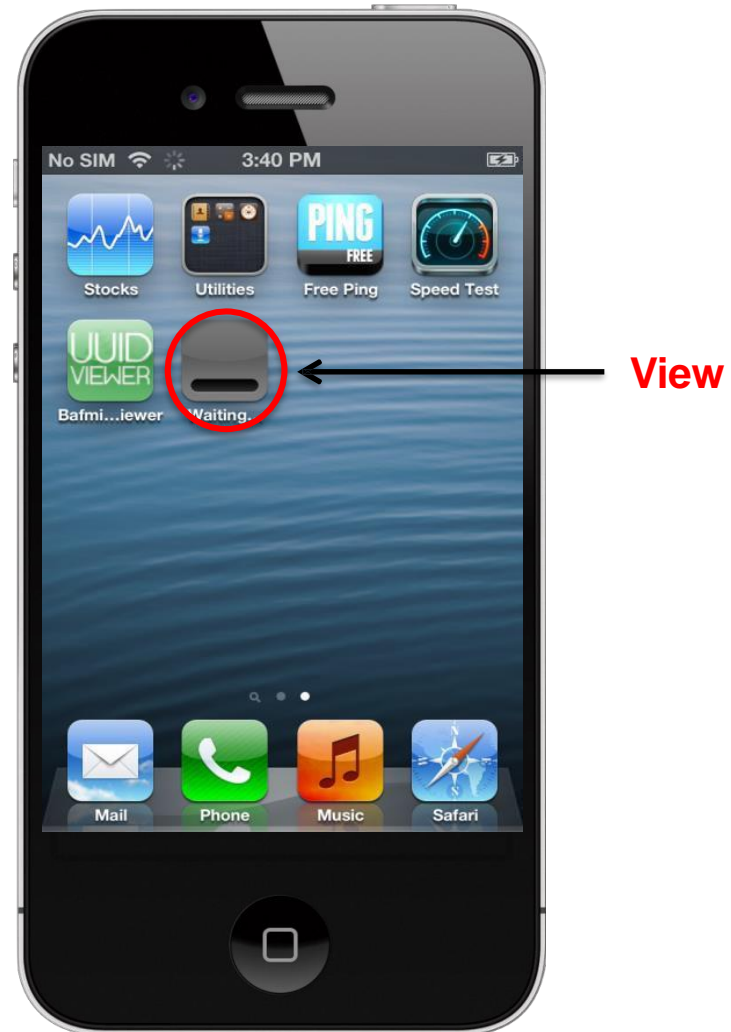 No SIM 3:40 PM
PING
FREE
Stocks Utilities Free Ping Speed Test
UUID
VIEWER
View
Bafmi...iewer Waiting...
Mail Phone Music Safari